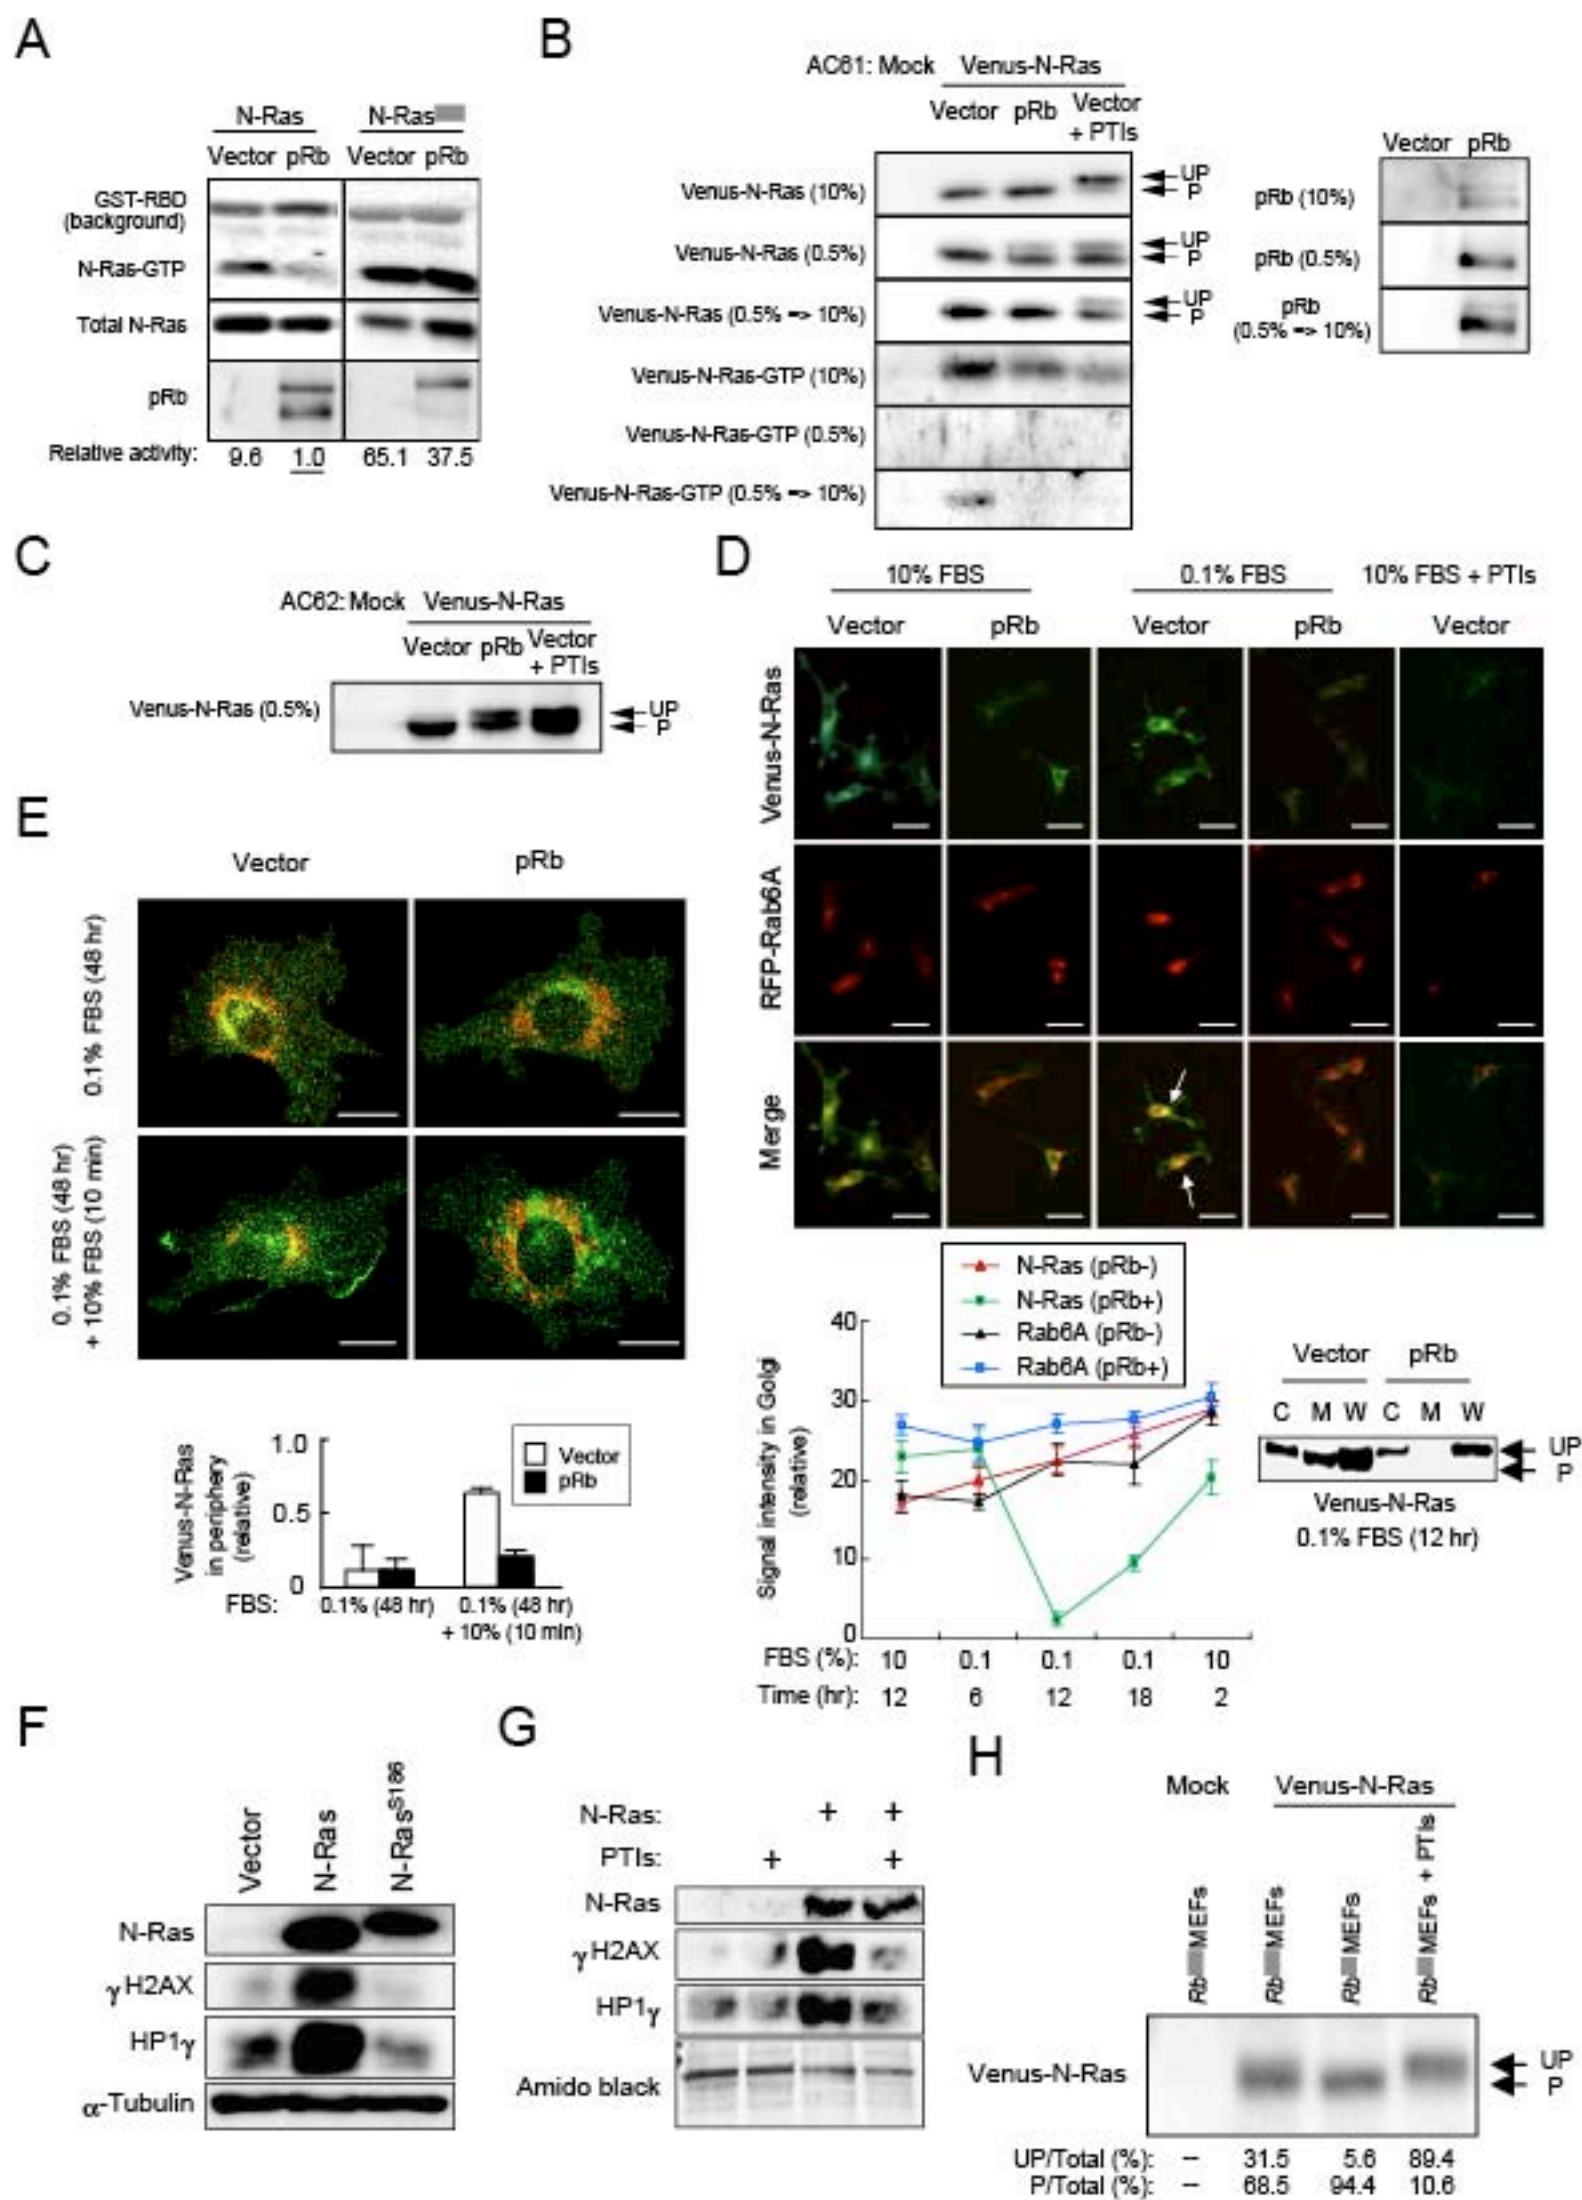 A
N-Ras
N-Ras
Vector pRb
Vector pRb
GST-RBD
(background)
N-Ras-GTP
Total N-Ras
pRb
Relative activity: 9.6 1.0 65.1 37.5
B
AC61: Mock Venus-N-Ras
Vector pRb Vector
+ PTIs
Venus-N-Ras (10%)
UP
P
Venus-N-Ras (0.5%)
UP
P
Venus-N-Ras (0.5% => 10%)
UP
P
Venus-N-Ras-GTP (10%)
Venus-N-Ras-GTP (0.5%)
Venus-N-Ras-GTP (0.5% => 10%)
Vector pRb
pRb (10%)
pRb (0.5%)
pRb
(0.5% => 10%)
C
AC62: Mock Venus-N-Ras
Vector pRb Vector
+ PTIs
Venus-N-Ras (0.5%)
UP
P
D
10% FBS 0.1% FBS 10% FBS + PTIs
Vector pRb Vector pRb Vector
Venus-N-Ras
RFP-Rab6A
Merge
N-Ras (pRb-)
N-Ras (pRb+)
Rab6A (pRb-)
Rab6A (pRb+)
Signal intensity in Golgi
(relative)
40
30
20
10
0
FBS (%): 10 0.1 0.1 0.1 10
Time (hr): 12 6 12 18 2
Vector pRb
C M W C M W
UP
P
Venus-N-Ras
0.1% FBS (12 hr)
E
Vector pRb
0.1% FBS (48 hr)
0.1% FBS (48 hr)
+ 10% FBS (10 min)
Venus-N-Ras
in periphery
(relative)
1.0
0.5
0
Vector
pRb
FBS: 0.1% (48 hr) 0.1% (48 hr)
+ 10% (10 min)
F
Vector
N-Ras
N-Ras^S186
N-Ras
γH2AX
HP1γ
α-Tubulin
G
N-Ras: + +
PTIs: + +
N-Ras
γH2AX
HP1γ
Amido black
H
Mock Venus-N-Ras
Rb MEFs
Rb MEFs
Rb MEFs
Rb MEFs + PTIs
Venus-N-Ras
UP
P
UP/Total (%): – 31.5 5.6 89.4
P/Total (%): – 68.5 94.4 10.6